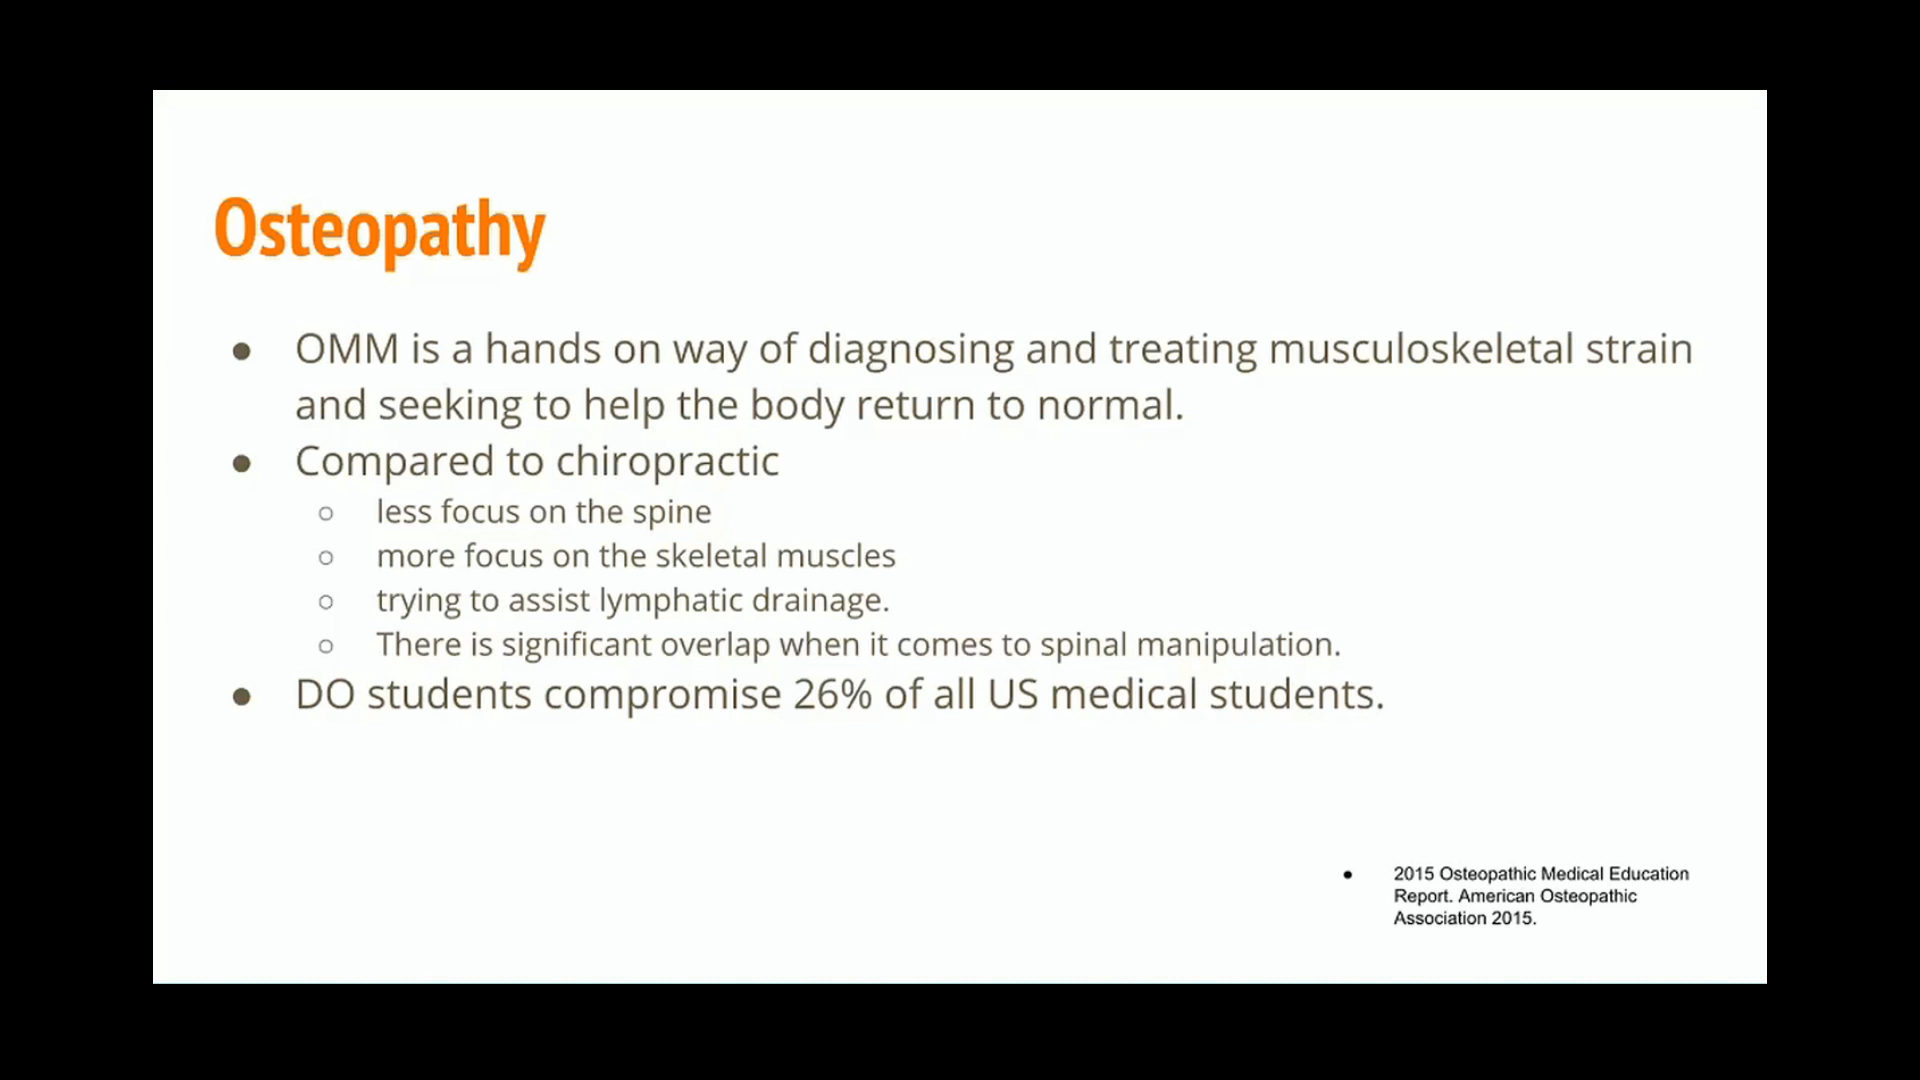 Osteopathy
● OMM is a hands on way of diagnosing and treating musculoskeletal strain
and seeking to help the body return to normal.
● Compared to chiropractic
○ less focus on the spine
○ more focus on the skeletal muscles
○ trying to assist lymphatic drainage.
○ There is significant overlap when it comes to spinal manipulation.
● DO students compromise 26% of all US medical students.
● 2015 Osteopathic Medical Education
Report. American Osteopathic
Association 2015.